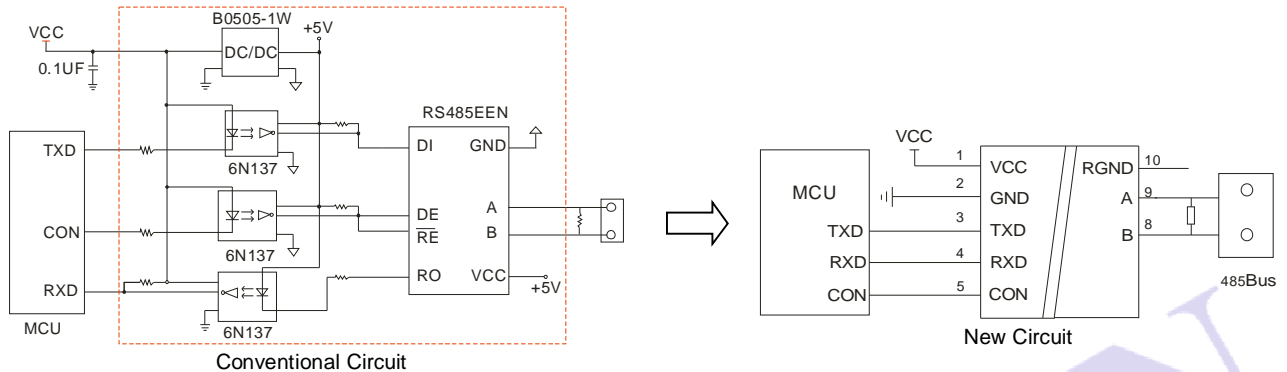 B0505-1W
VCC
+5V
DC/DC
0.1UF
RS485EEN
TXD
DI
GND
6N137
VCC
1
VCC
RGND
10
MCU
2
GND
A
9
A
DE
CON
RE
B
TXD
3
TXD
B
8
6N137
RXD
4
RXD
RO
VCC
RXD
+5V
CON
5
CON
485Bus
MCU
6N137
New Circuit
Conventional Circuit